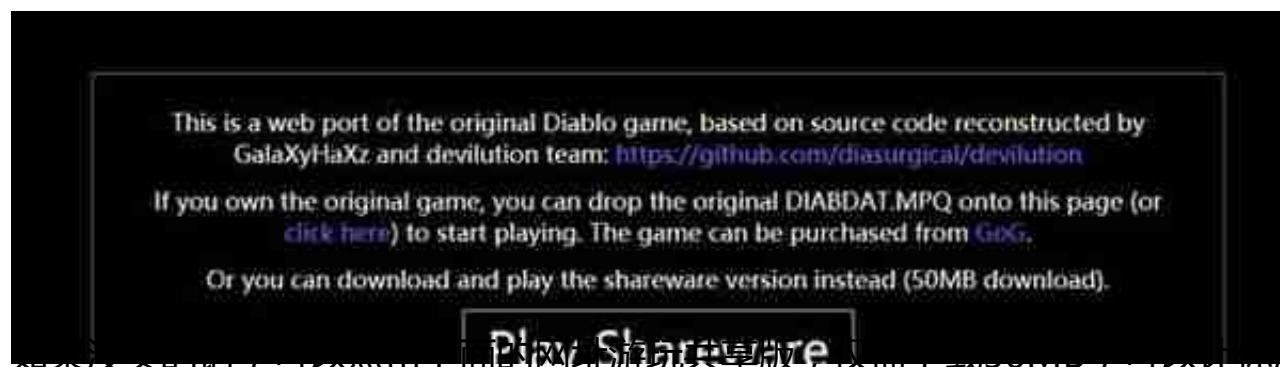 This is a web port of the original Diablo game, based on source code reconstructed by
GalaXyHaXz and devilution team: https://github.com/diasurgical/devilution
If you own the original game, you can drop the original DIABDAT.MPQ onto this page (or
click here) to start playing. The game can be purchased from GoG.
Or you can download and play the shareware version instead (50MB download).
Play Shareware